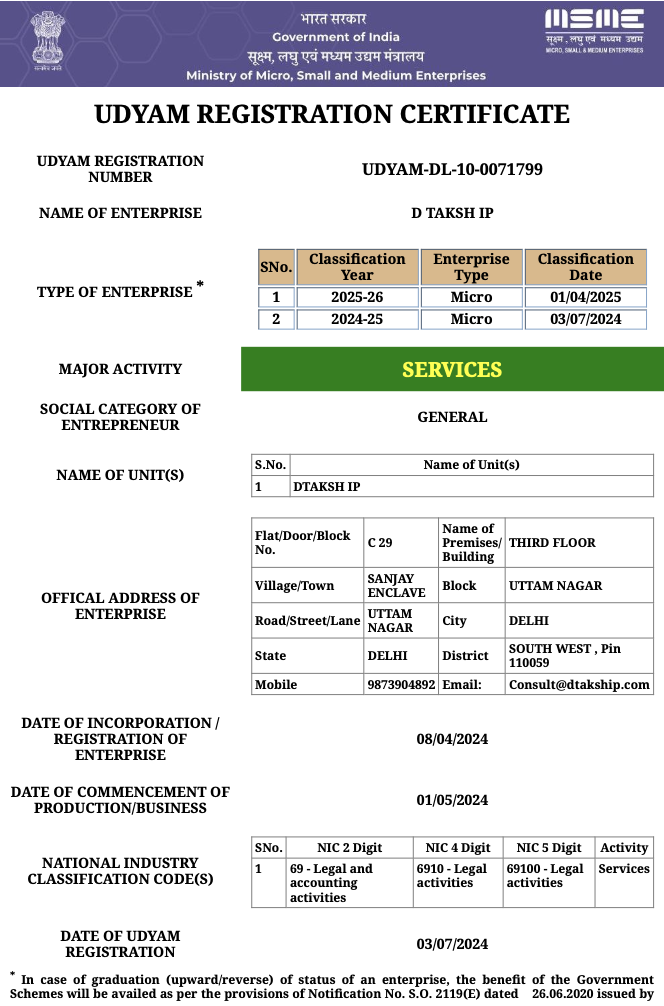 भारत सरकार
Government of India
सूक्ष्म, लघु एवं मध्यम उद्यम मंत्रालय
Ministry of Micro, Small and Medium Enterprises
MSME
सूक्ष्म, लघु एवं मध्यम उद्यम
MICRO, SMALL & MEDIUM ENTERPRISES
UDYAM REGISTRATION CERTIFICATE
UDYAM REGISTRATION
NUMBER
UDYAM-DL-10-0071799
NAME OF ENTERPRISE
D TAKSH IP
TYPE OF ENTERPRISE *
SNo. Classification Year Enterprise Type Classification Date
1 2025-26 Micro 01/04/2025
2 2024-25 Micro 03/07/2024
MAJOR ACTIVITY
SERVICES
SOCIAL CATEGORY OF
ENTREPRENEUR
GENERAL
NAME OF UNIT(S)
S.No. Name of Unit(s)
1 DTAKSH IP
OFFICAL ADDRESS OF
ENTERPRISE
Flat/Door/Block No. C 29 Name of Premises/ Building THIRD FLOOR
Village/Town SANJAY ENCLAVE Block UTTAM NAGAR
Road/Street/Lane UTTAM NAGAR City DELHI
State DELHI District SOUTH WEST , Pin 110059
Mobile 9873904892 Email: Consult@dtakship.com
DATE OF INCORPORATION /
REGISTRATION OF
ENTERPRISE
08/04/2024
DATE OF COMMENCEMENT OF
PRODUCTION/BUSINESS
01/05/2024
NATIONAL INDUSTRY
CLASSIFICATION CODE(S)
SNo. NIC 2 Digit NIC 4 Digit NIC 5 Digit Activity
1 69 - Legal and accounting activities 6910 - Legal activities 69100 - Legal activities Services
DATE OF UDYAM
REGISTRATION
03/07/2024
* In case of graduation (upward/reverse) of status of an enterprise, the benefit of the Government
Schemes will be availed as per the provisions of Notification No. S.O. 2119(E) dated 26.06.2020 issued by